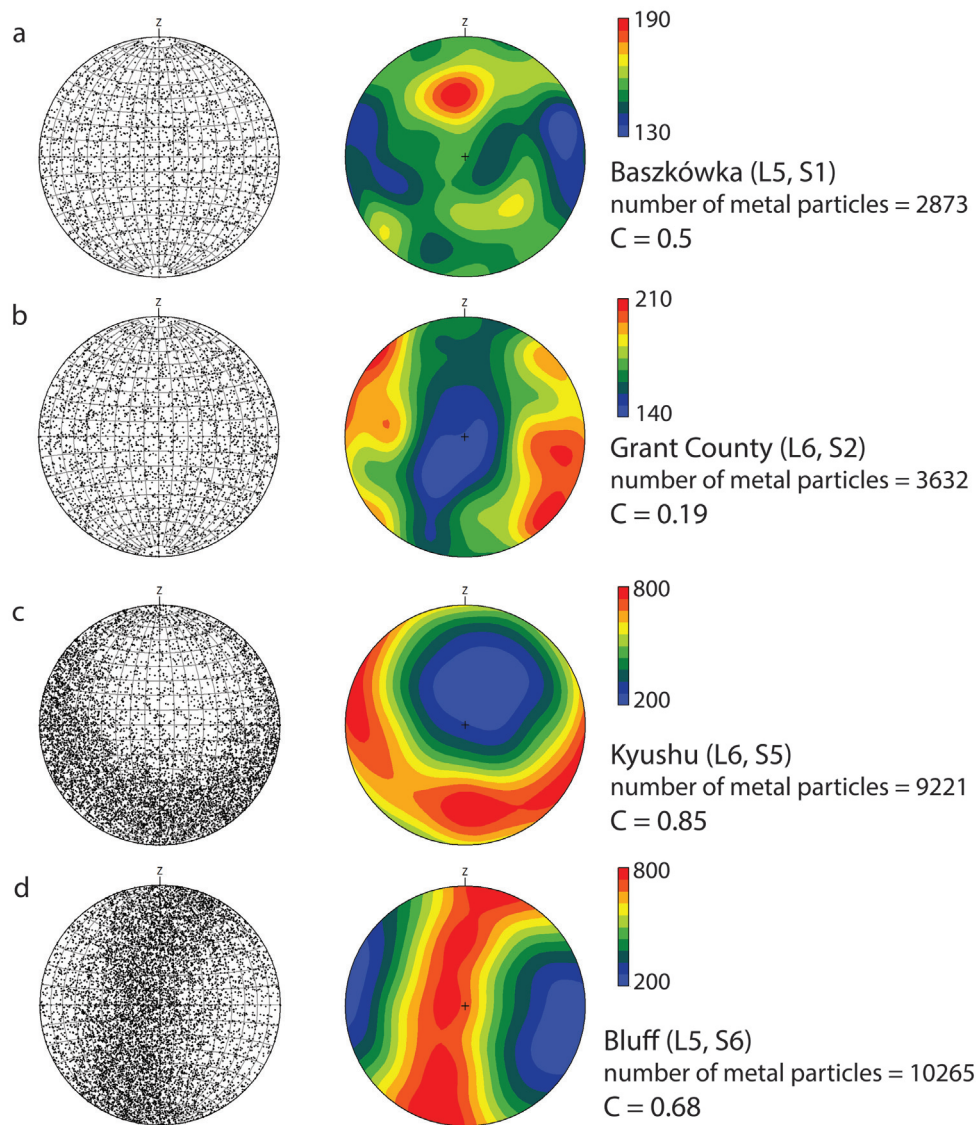 a
z
z
190
130
Baszkówka (L5, S1)
number of metal particles = 2873
C = 0.5
b
z
z
210
140
Grant County (L6, S2)
number of metal particles = 3632
C = 0.19
c
z
z
800
200
Kyushu (L6, S5)
number of metal particles = 9221
C = 0.85
d
z
z
800
200
Bluff (L5, S6)
number of metal particles = 10265
C = 0.68